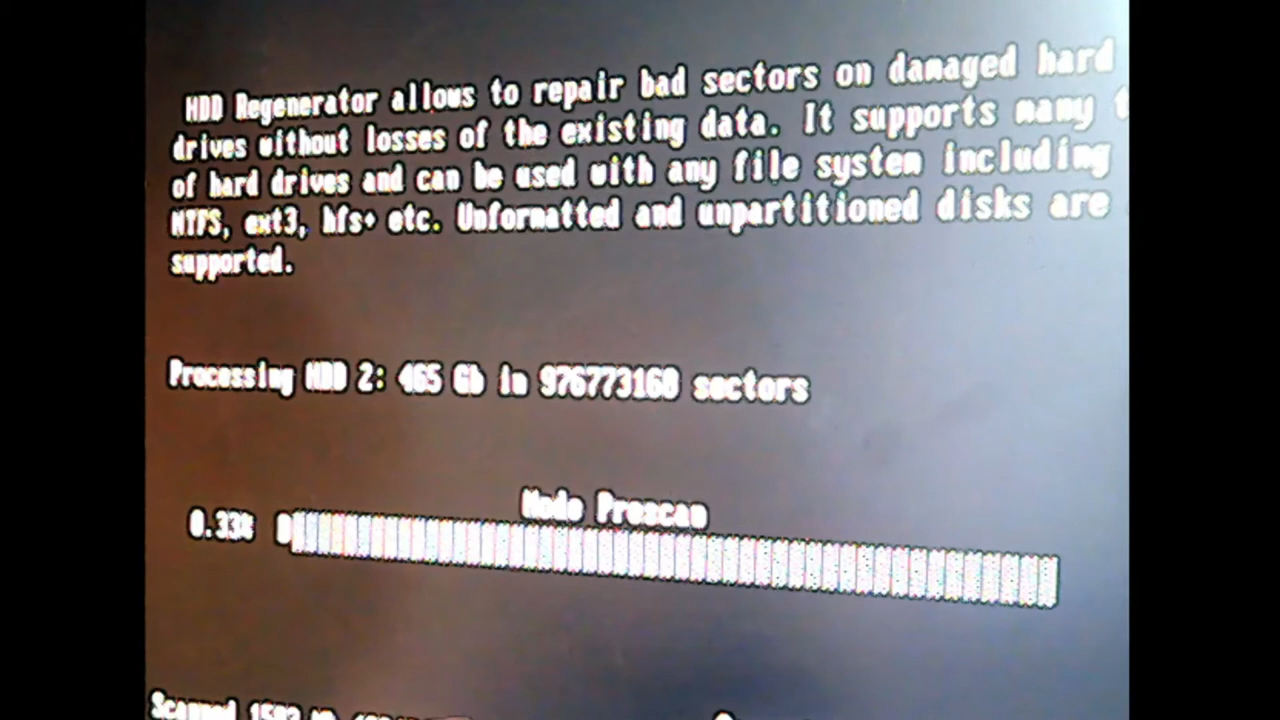 HDD Regenerator allows to repair bad sectors on damaged hard
drives without losses of the existing data. It supports many
of hard drives and can be used with any file system including
NTFS, ext3, hfs+ etc. Unformatted and unpartitioned disks are
supported.
Processing HDD 2: 465 Gb in 976773168 sectors
Mode Prescan
0.33%
Scanned